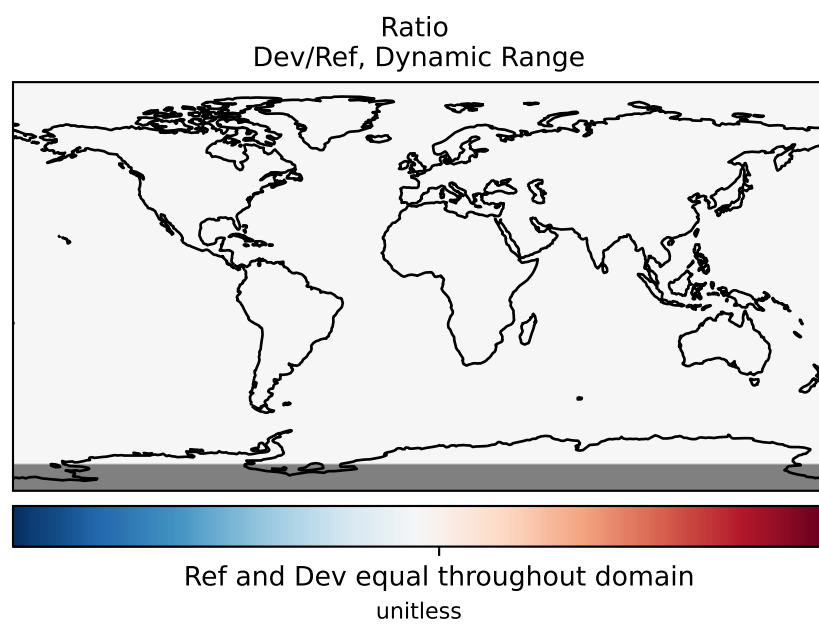 Ratio
Dev/Ref, Dynamic Range
Ref and Dev equal throughout domain
unitless